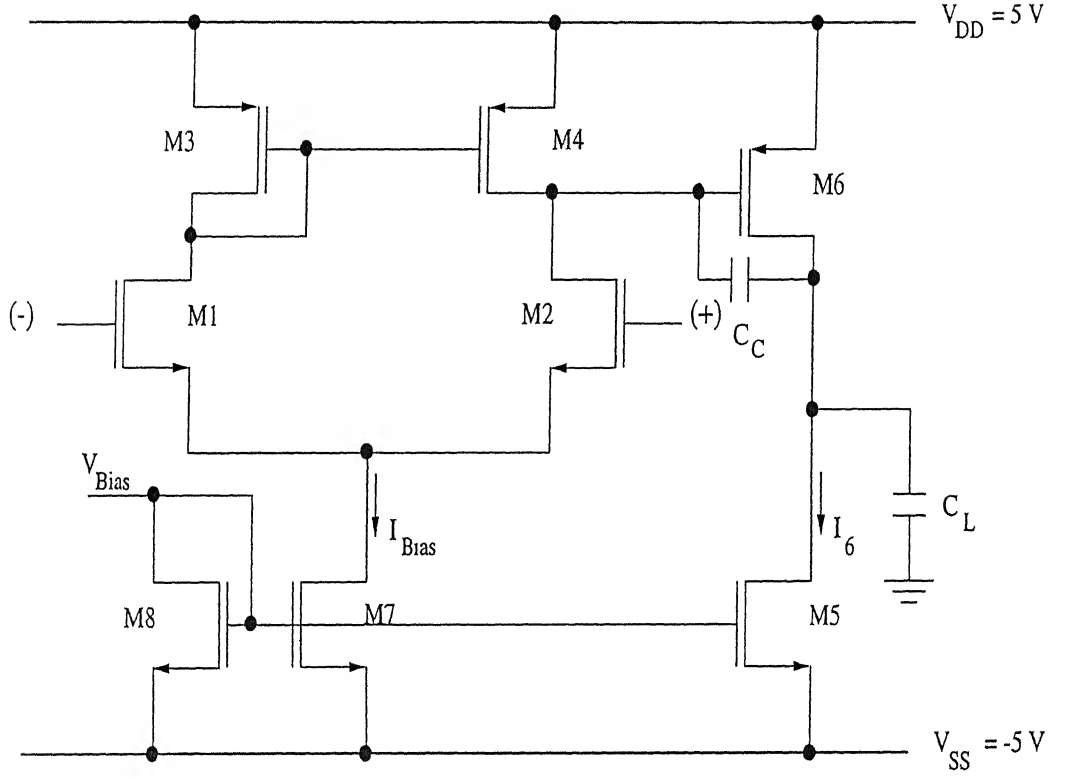 V_DD = 5 V
M3
M4
M6
(-)
M1
M2
(+)
C_C
V_Bias
I_Bias
I_6
C_L
M8
M7
M5
V_SS = -5 V